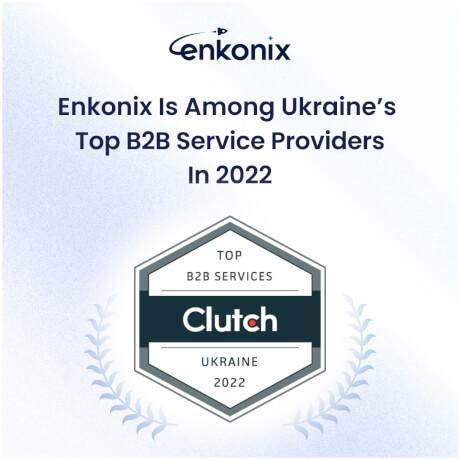 enkonix
Enkonix Is Among Ukraine’s
Top B2B Service Providers
In 2022
TOP
B2B SERVICES
Clutch
UKRAINE
2022